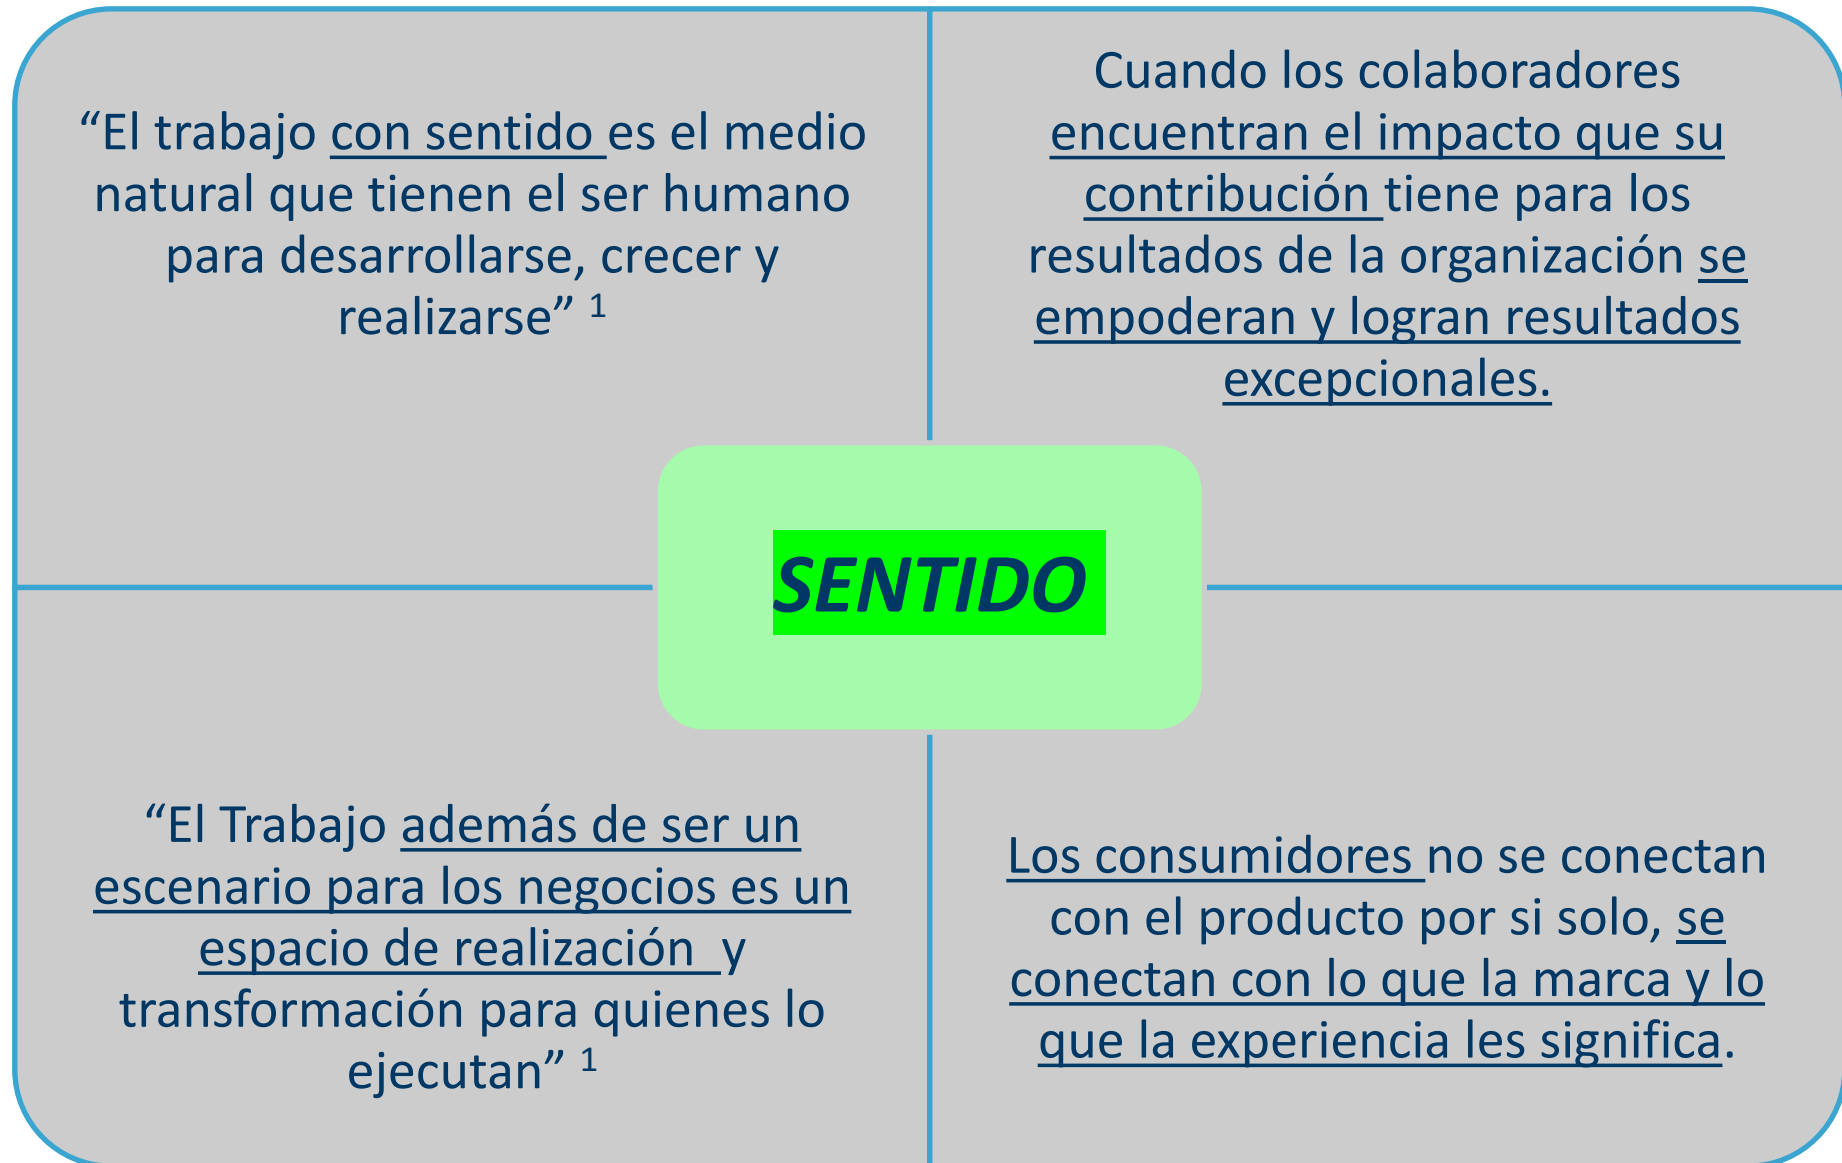 “El trabajo con sentido es el medio
natural que tienen el ser humano
para desarrollarse, crecer y
realizarse” 1
Cuando los colaboradores
encuentran el impacto que su
contribución tiene para los
resultados de la organización se
empoderan y logran resultados
excepcionales.
SENTIDO
“El Trabajo además de ser un
escenario para los negocios es un
espacio de realización y
transformación para quienes lo
ejecutan” 1
Los consumidores no se conectan
con el producto por si solo, se
conectan con lo que la marca y lo
que la experiencia les significa.